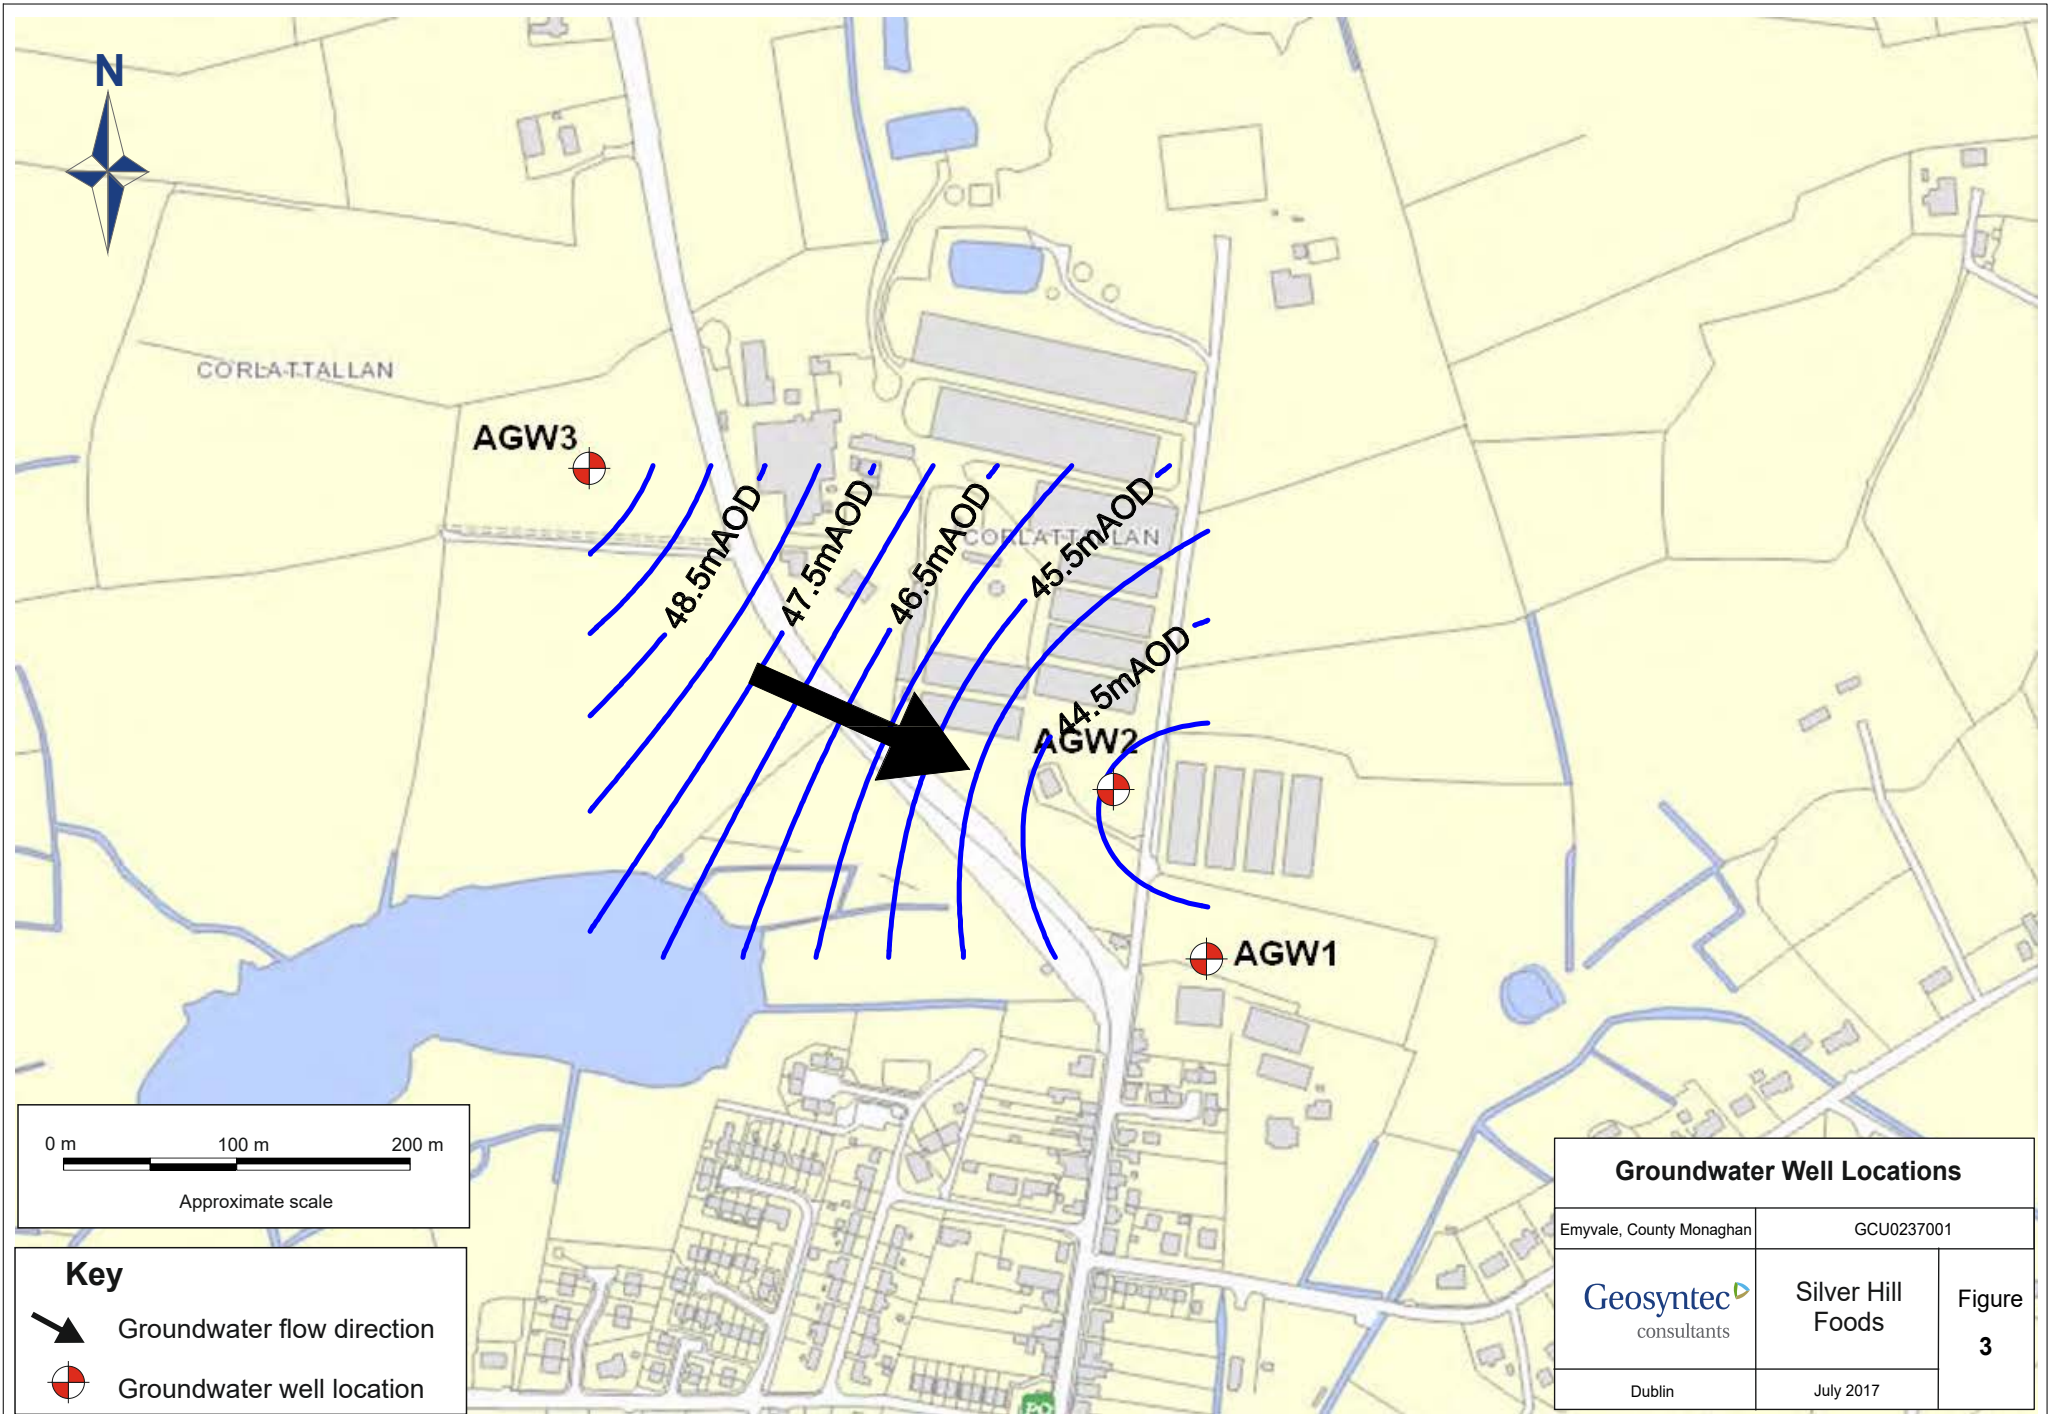 N
CORLATTALLAN
AGW3
48.5mAOD
47.5mAOD
46.5mAOD
CORLATTALLAN
45.5mAOD
44.5mAOD
AGW2
AGW1
0 m 100 m 200 m
Approximate scale
Key
Groundwater flow direction
Groundwater well location
PO
Groundwater Well Locations
Emyvale, County Monaghan
GCU0237001
Geosyntec
consultants
Silver Hill
Foods
Figure
3
Dublin
July 2017